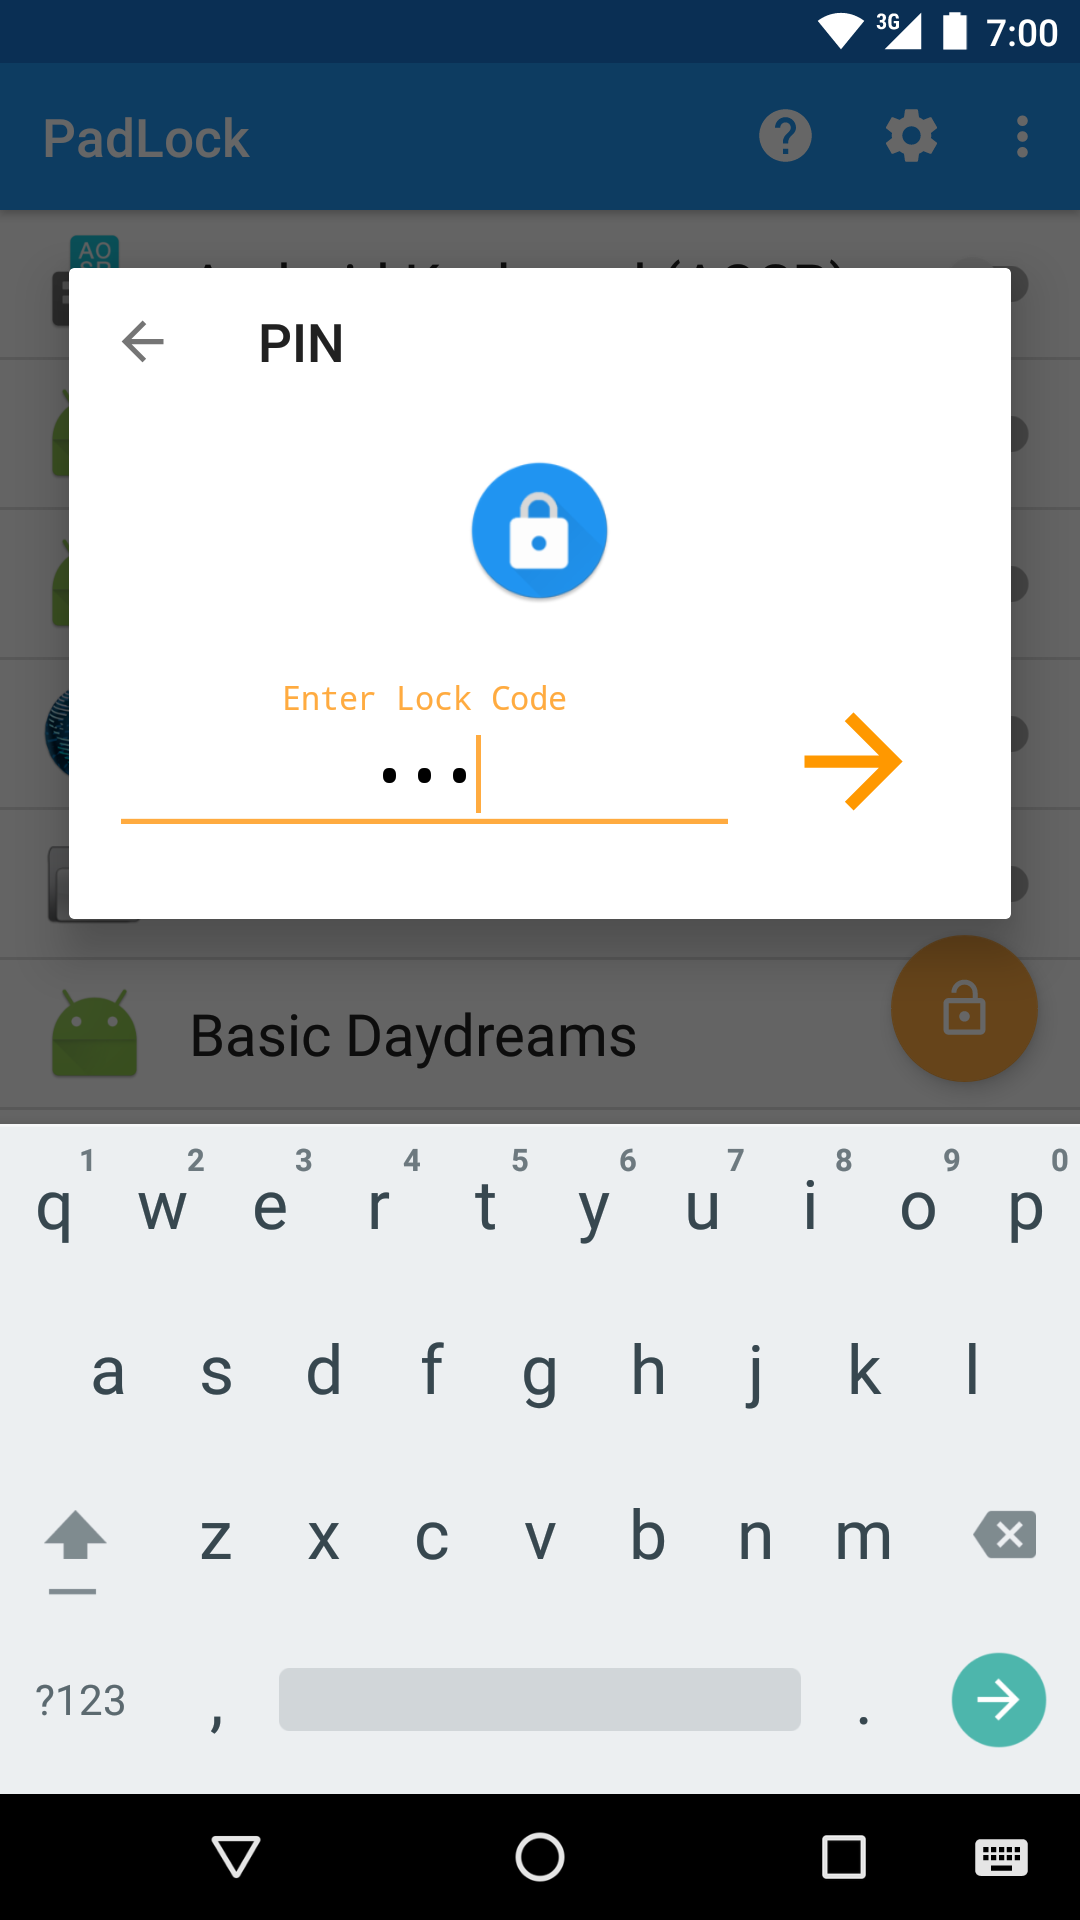 3G 7:00
PadLock
PIN
Enter Lock Code
•••
Basic Daydreams
1 2 3 4 5 6 7 8 9 0
q w e r t y u i o p
a s d f g h j k l
z x c v b n m
?123 , .